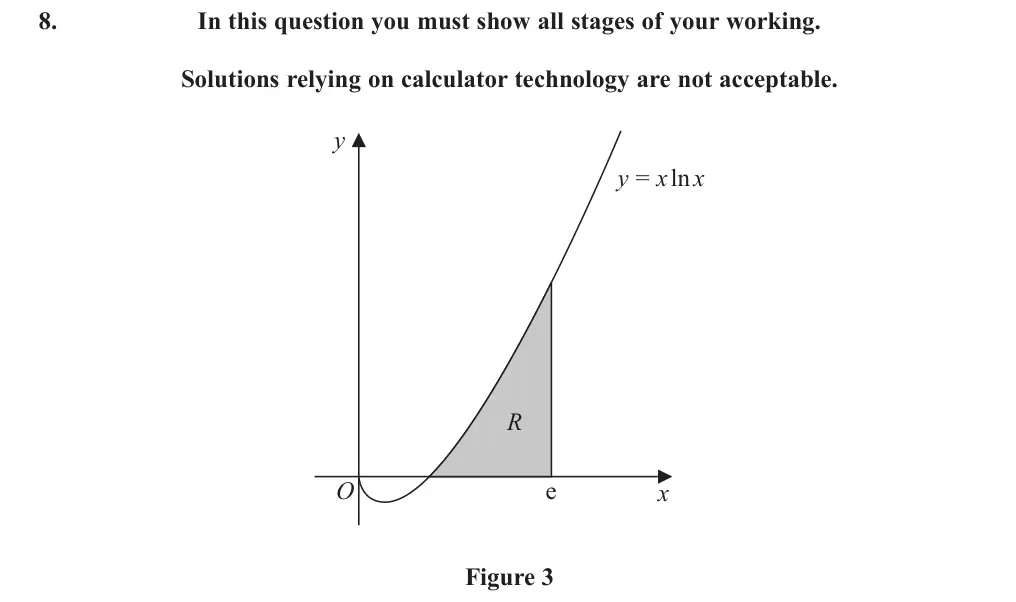 8. In this question you must show all stages of your working.
Solutions relying on calculator technology are not acceptable.
y
y = x ln x
R
O
e
x
Figure 3